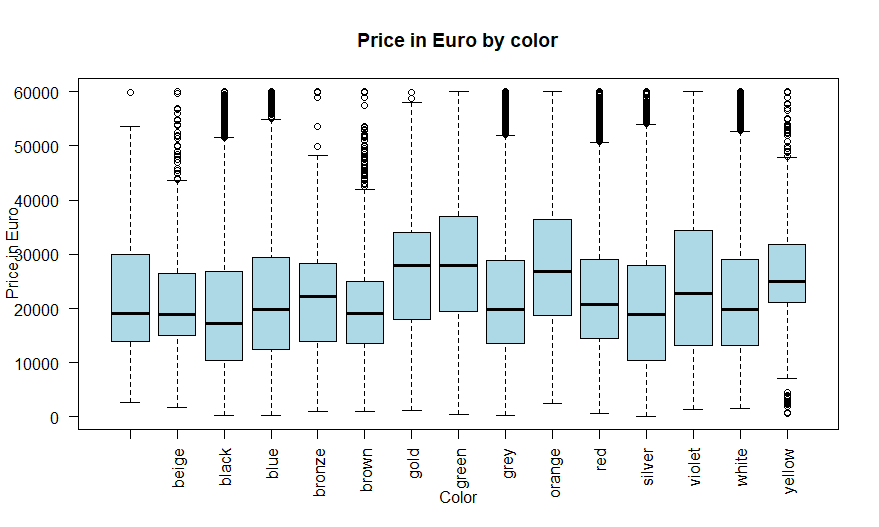 Price in Euro by color
Price in Euro
60000
50000
40000
30000
20000
10000
0
beige
black
blue
bronze
brown
gold
green
grey
orange
red
silver
violet
white
yellow
Color